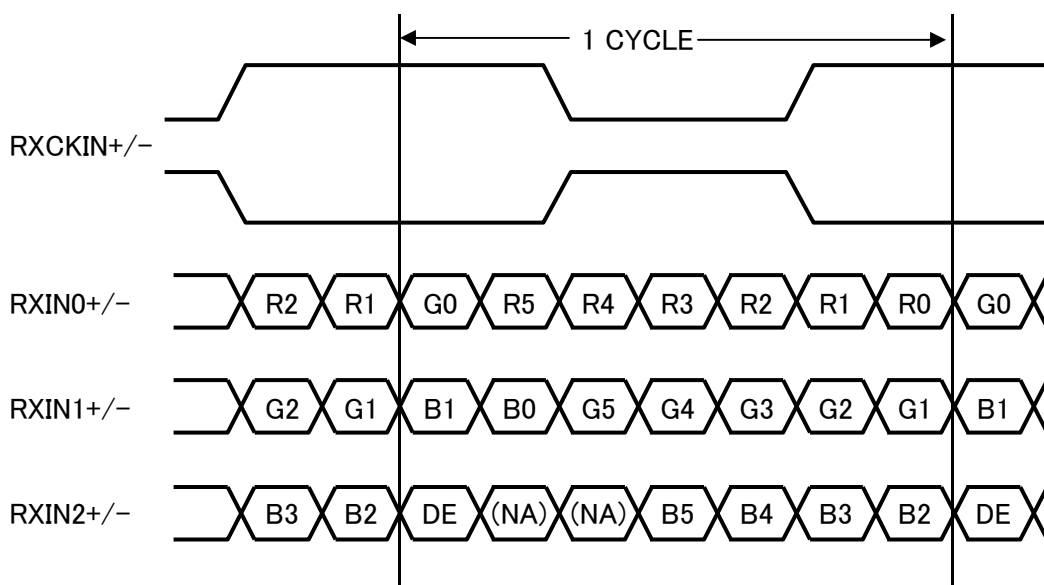 1 CYCLE
RXCKIN+/-
RXIN0+/- R2 R1 G0 R5 R4 R3 R2 R1 R0 G0
RXIN1+/- G2 G1 B1 B0 G5 G4 G3 G2 G1 B1
RXIN2+/- B3 B2 DE (NA) (NA) B5 B4 B3 B2 DE